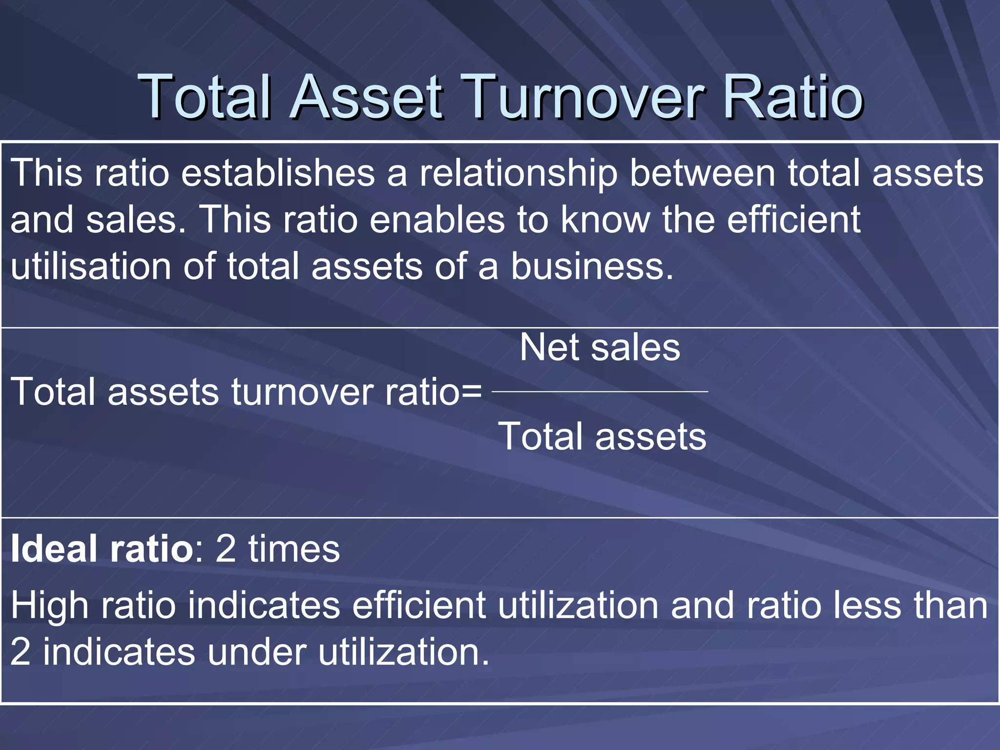 Total Asset Turnover Ratio
This ratio establishes a relationship between total assets
and sales. This ratio enables to know the efficient
utilisation of total assets of a business.
Net sales
Total assets turnover ratio=
Total assets
Ideal ratio: 2 times
High ratio indicates efficient utilization and ratio less than
2 indicates under utilization.